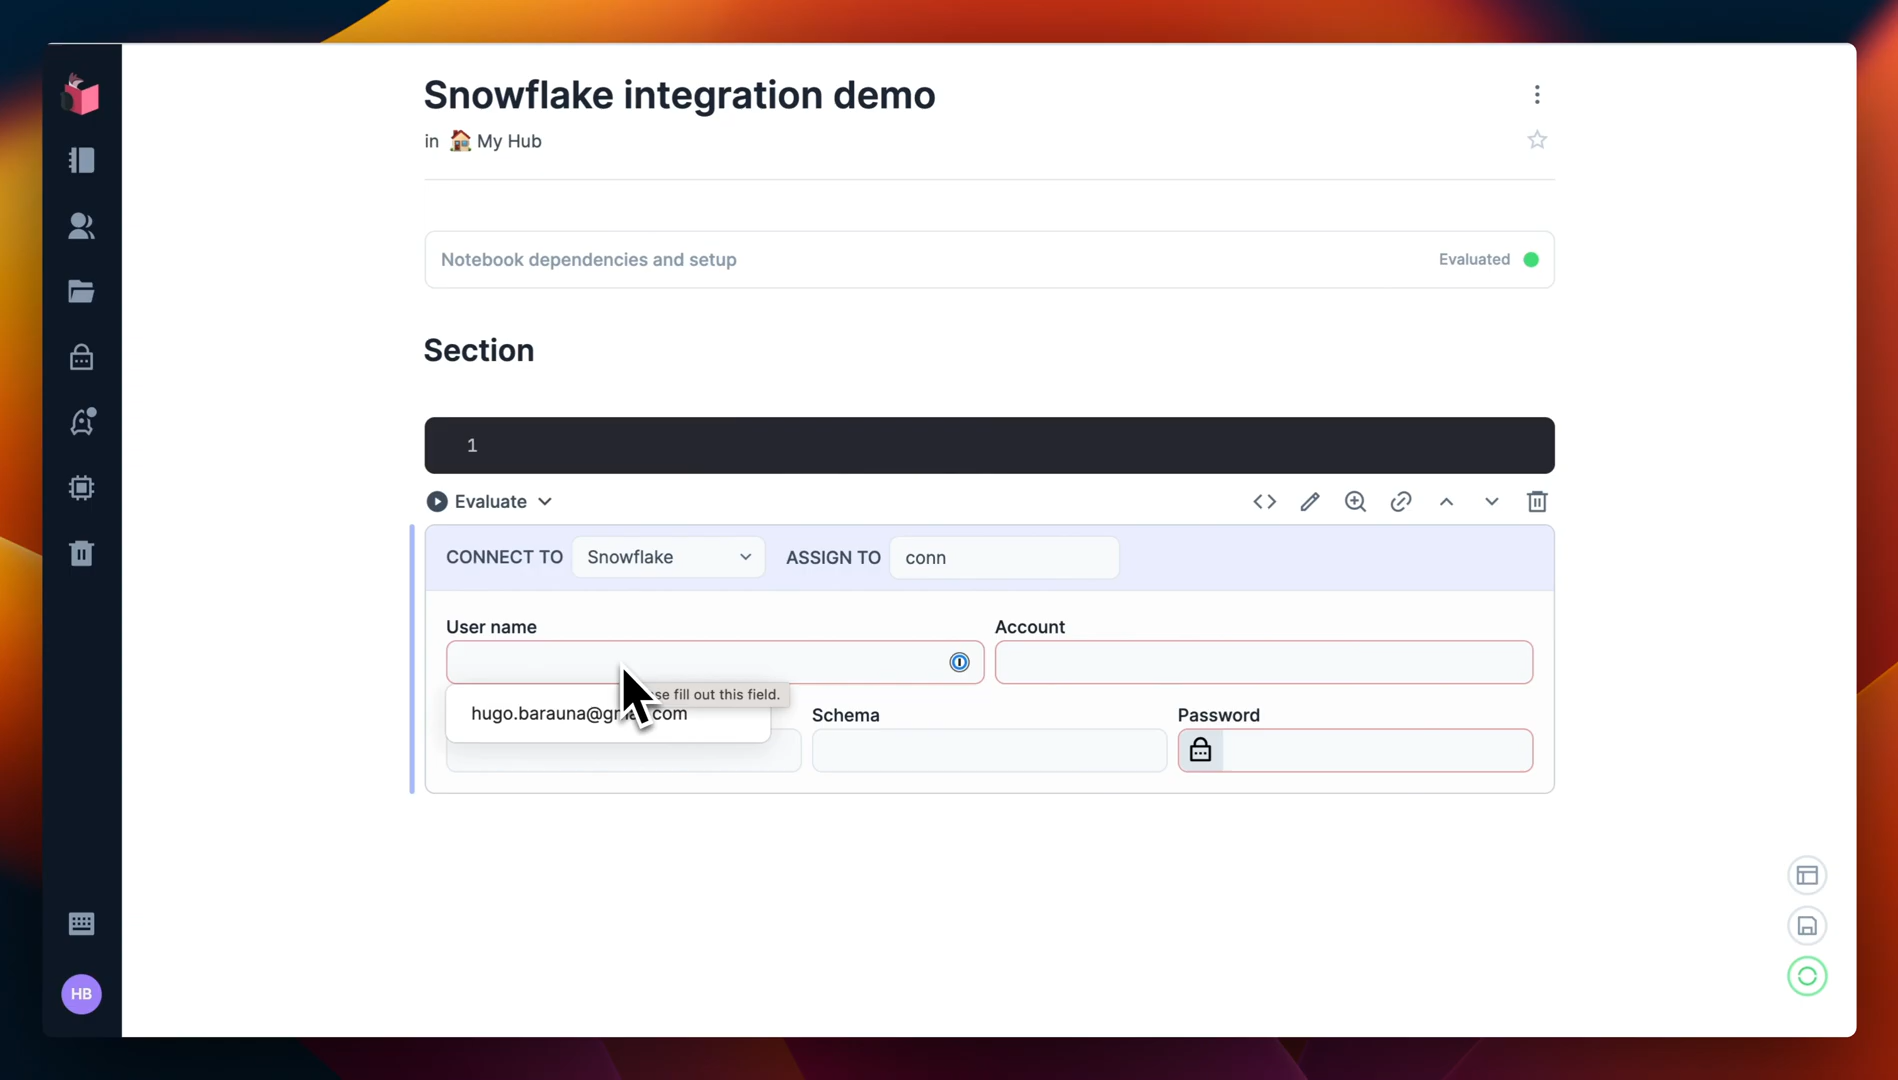 Snowflake integration demo
in My Hub
Notebook dependencies and setup
Evaluated
Section
1
Evaluate
CONNECT TO Snowflake ASSIGN TO conn
User name
Account
fill out this field.
hugo.barauna@gm com
Schema
Password
HB